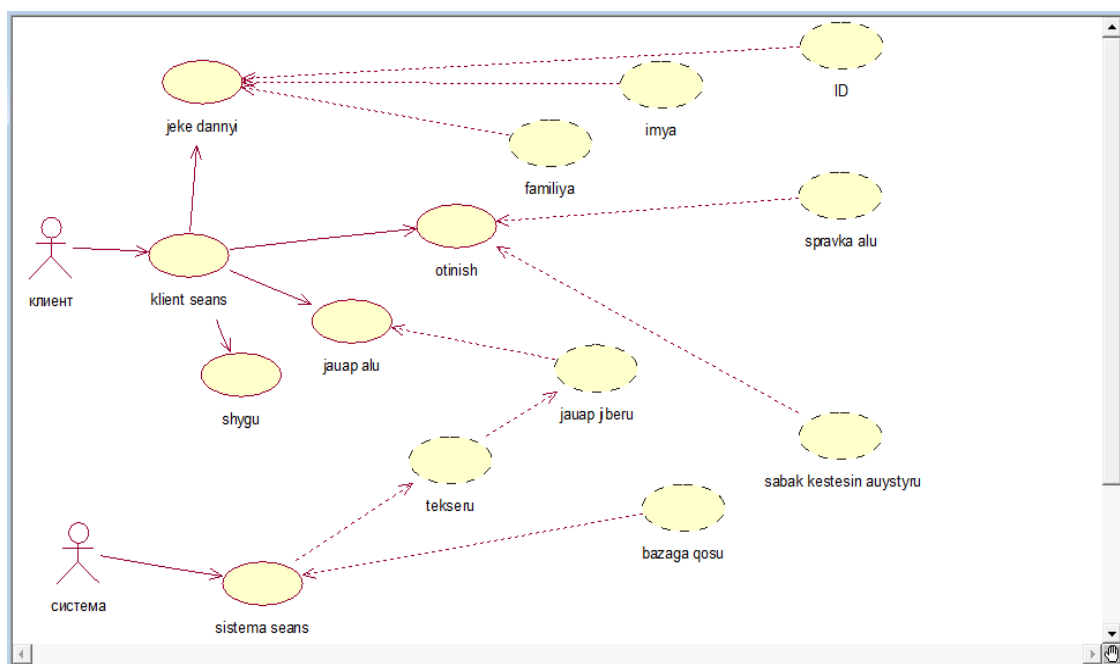 ID
jeke dannyi
imya
familiya
spravka alu
otinish
клиент
klient seans
jauap alu
shygu
jauap jberu
sabak kestesin auystyru
tekseru
bazaga qosu
система
sistema seans